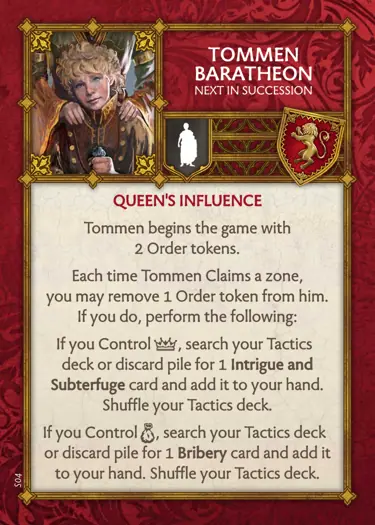 TOMMEN
BARATHEON
NEXT IN SUCCESSION
QUEEN'S INFLUENCE
Tommen begins the game with
2 Order tokens.
Each time Tommen Claims a zone,
you may remove 1 Order token from him.
If you do, perform the following:
If you Control , search your Tactics
deck or discard pile for 1 Intrigue and
Subterfuge card and add it to your hand.
Shuffle your Tactics deck.
If you Control , search your Tactics deck
or discard pile for 1 Bribery card and add it
to your hand. Shuffle your Tactics deck.
S04